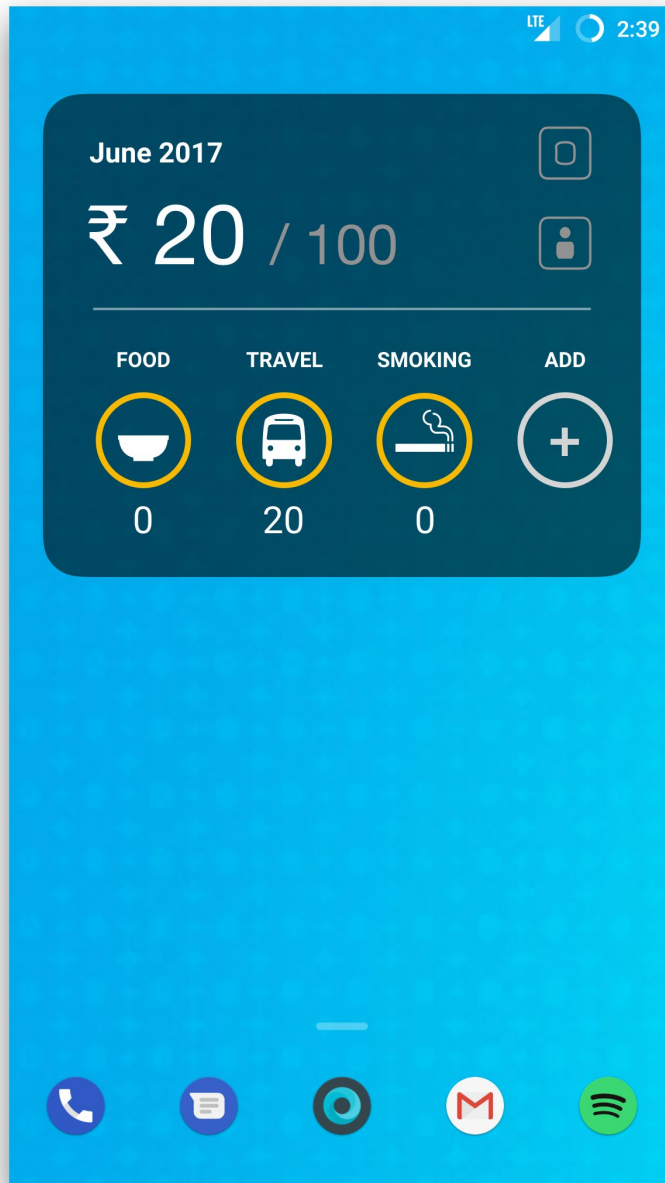 LTE 2:39
June 2017
₹ 20 / 100
FOOD TRAVEL SMOKING ADD
+
0 20 0